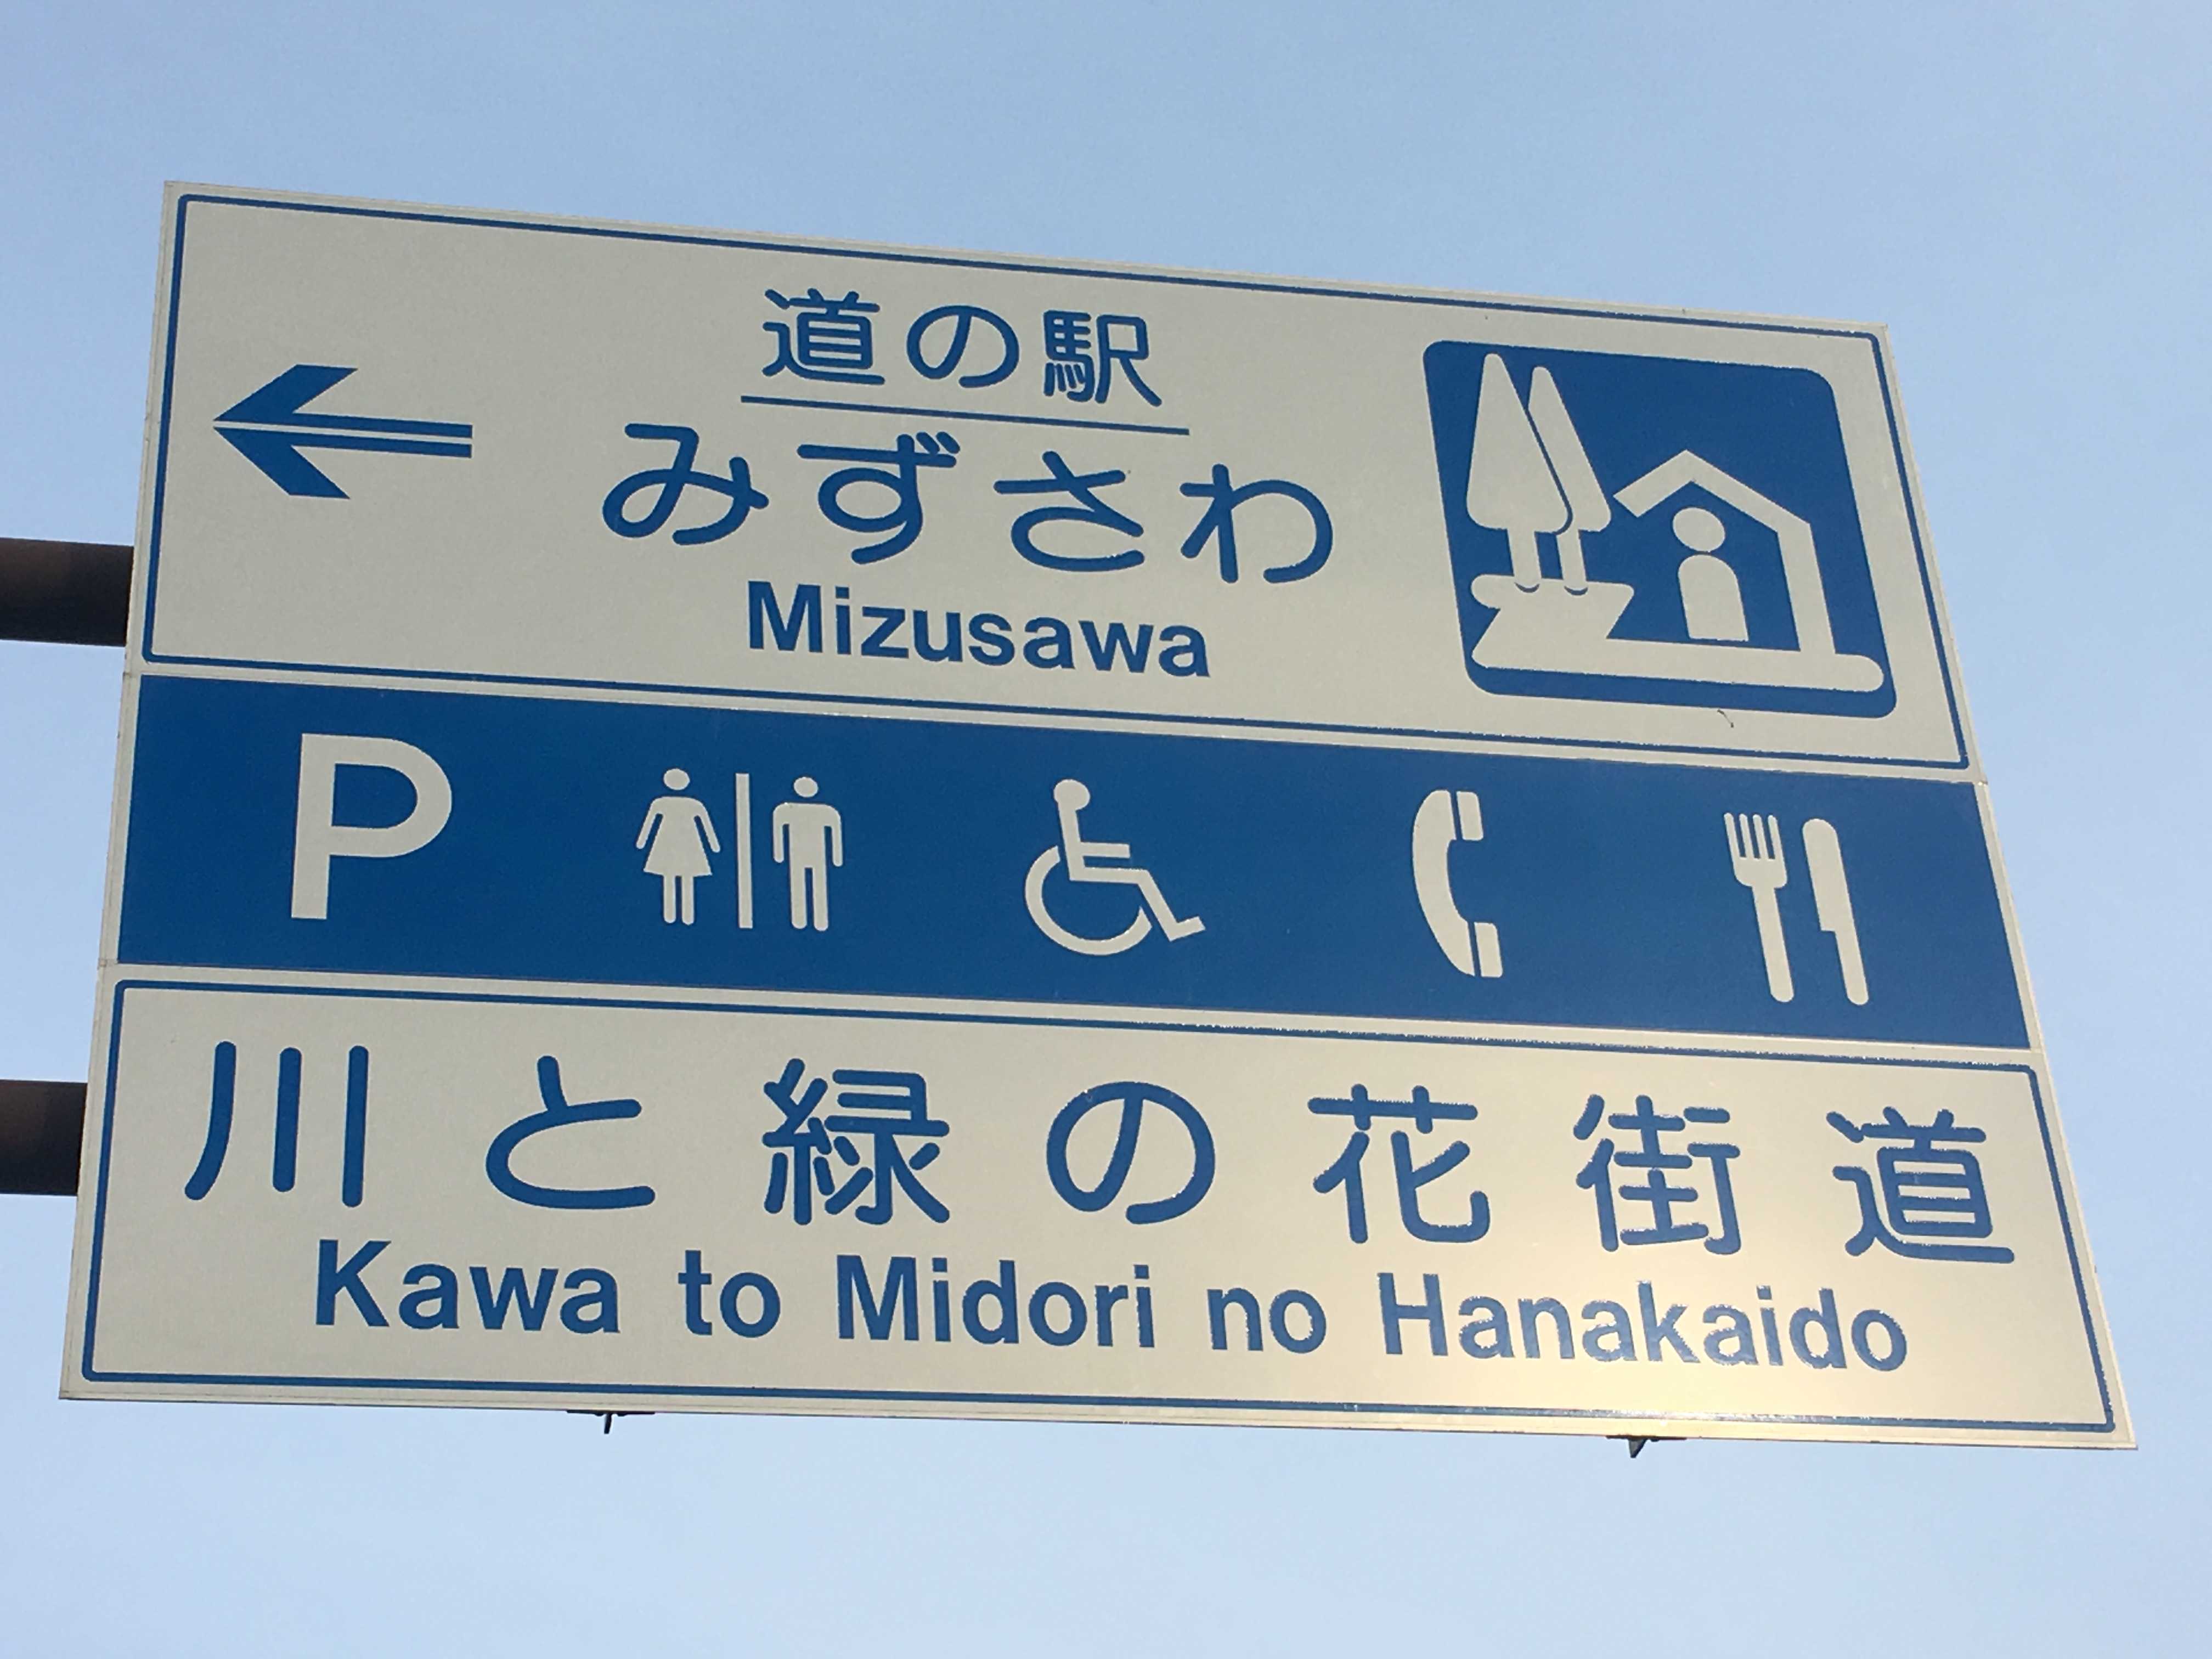 道の駅
みずさわ
Mizusawa
P
川と緑の花街道
Kawa to Midori no Hanakaido